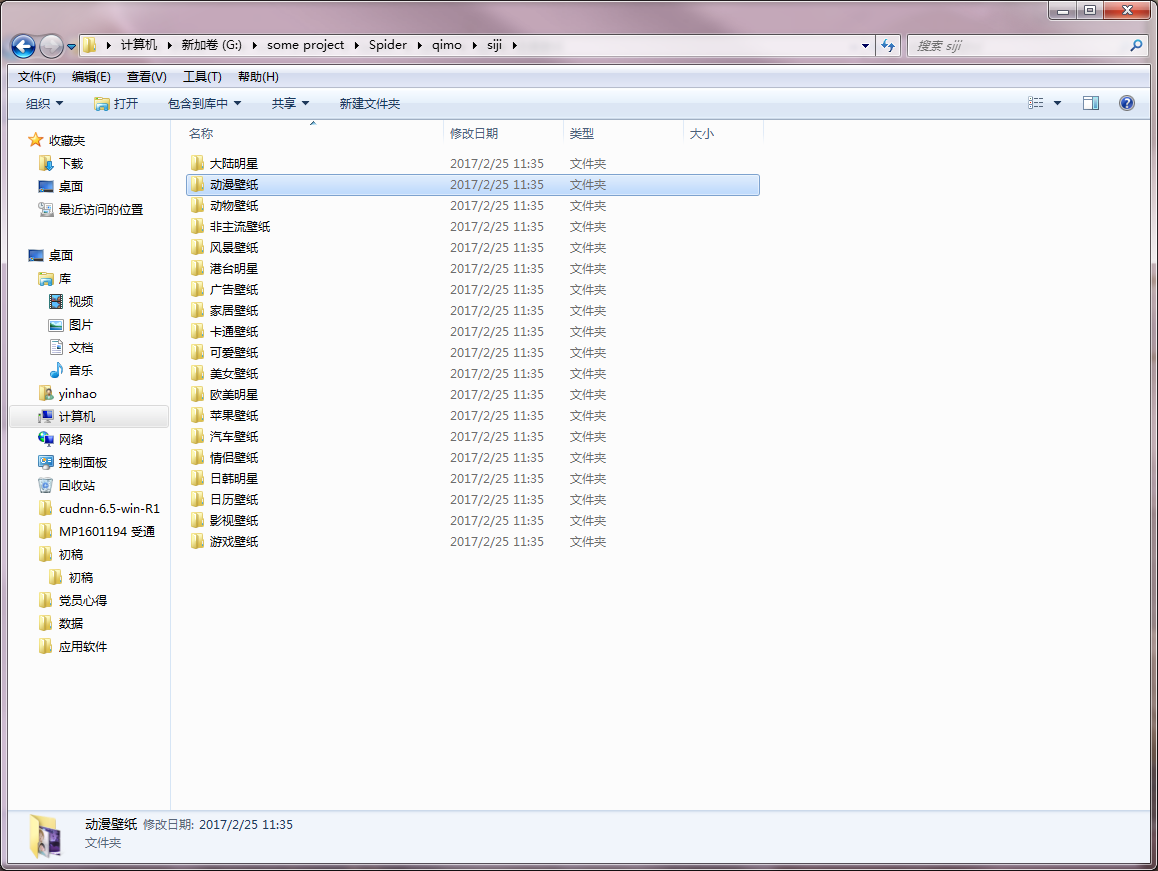 计算机 新加卷 (G:) some project Spider qimo siji
搜索 siji
文件(F) 编辑(E) 查看(V) 工具(T) 帮助(H)
组织 打开 包含到库中 共享 新建文件夹
收藏夹
下载
桌面
最近访问的位置
桌面
库
视频
图片
文档
音乐
yinhao
计算机
网络
控制面板
回收站
cudnn-6.5-win-R1
MP1601194 受通
初稿
初稿
党员心得
数据
应用软件
名称 修改日期 类型 大小
大陆明星 2017/2/25 11:35 文件夹
动漫壁纸 2017/2/25 11:35 文件夹
动物壁纸 2017/2/25 11:35 文件夹
非主流壁纸 2017/2/25 11:35 文件夹
风景壁纸 2017/2/25 11:35 文件夹
港台明星 2017/2/25 11:35 文件夹
广告壁纸 2017/2/25 11:35 文件夹
家居壁纸 2017/2/25 11:35 文件夹
卡通壁纸 2017/2/25 11:35 文件夹
可爱壁纸 2017/2/25 11:35 文件夹
美女壁纸 2017/2/25 11:35 文件夹
欧美明星 2017/2/25 11:35 文件夹
苹果壁纸 2017/2/25 11:35 文件夹
汽车壁纸 2017/2/25 11:35 文件夹
情侣壁纸 2017/2/25 11:35 文件夹
日韩明星 2017/2/25 11:35 文件夹
日历壁纸 2017/2/25 11:35 文件夹
影视壁纸 2017/2/25 11:35 文件夹
游戏壁纸 2017/2/25 11:35 文件夹
动漫壁纸 修改日期: 2017/2/25 11:35
文件夹